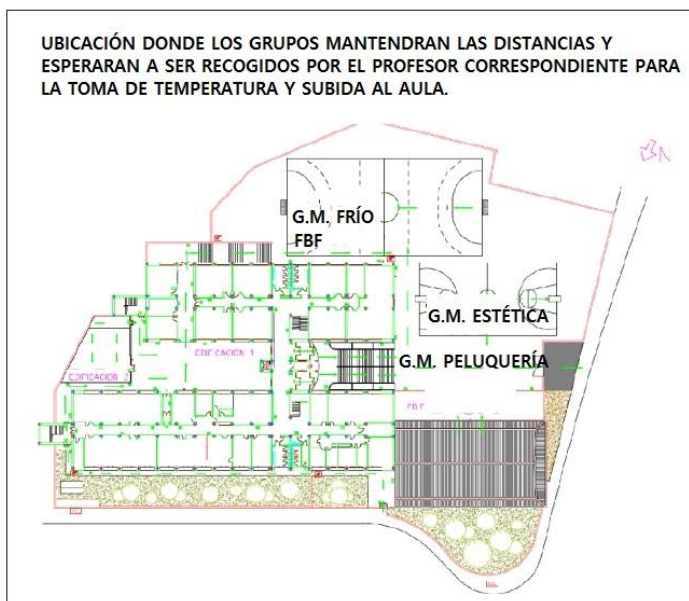 UBICACIÓN DONDE LOS GRUPOS MANTENDRAN LAS DISTANCIAS Y
ESPERARAN A SER RECOGIDOS POR EL PROFESOR CORRESPONDIENTE PARA
LA TOMA DE TEMPERATURA Y SUBIDA AL AULA.
N
G.M. FRÍO
FBF
G.M. ESTÉTICA
EDIFICACION 1
G.M. PELUQUERÍA
EDIFICACION